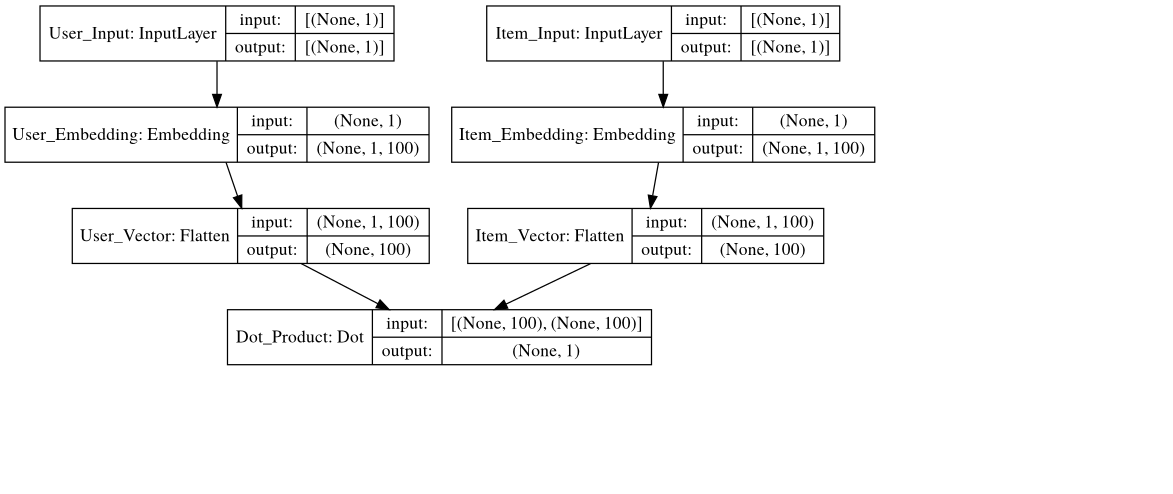 User_Input: InputLayer
input: [(None, 1)]
output: [(None, 1)]
Item_Input: InputLayer
input: [(None, 1)]
output: [(None, 1)]
User_Embedding: Embedding
input: (None, 1)
output: (None, 1, 100)
Item_Embedding: Embedding
input: (None, 1)
output: (None, 1, 100)
User_Vector: Flatten
input: (None, 1, 100)
output: (None, 100)
Item_Vector: Flatten
input: (None, 1, 100)
output: (None, 100)
Dot_Product: Dot
input: [(None, 100), (None, 100)]
output: (None, 1)